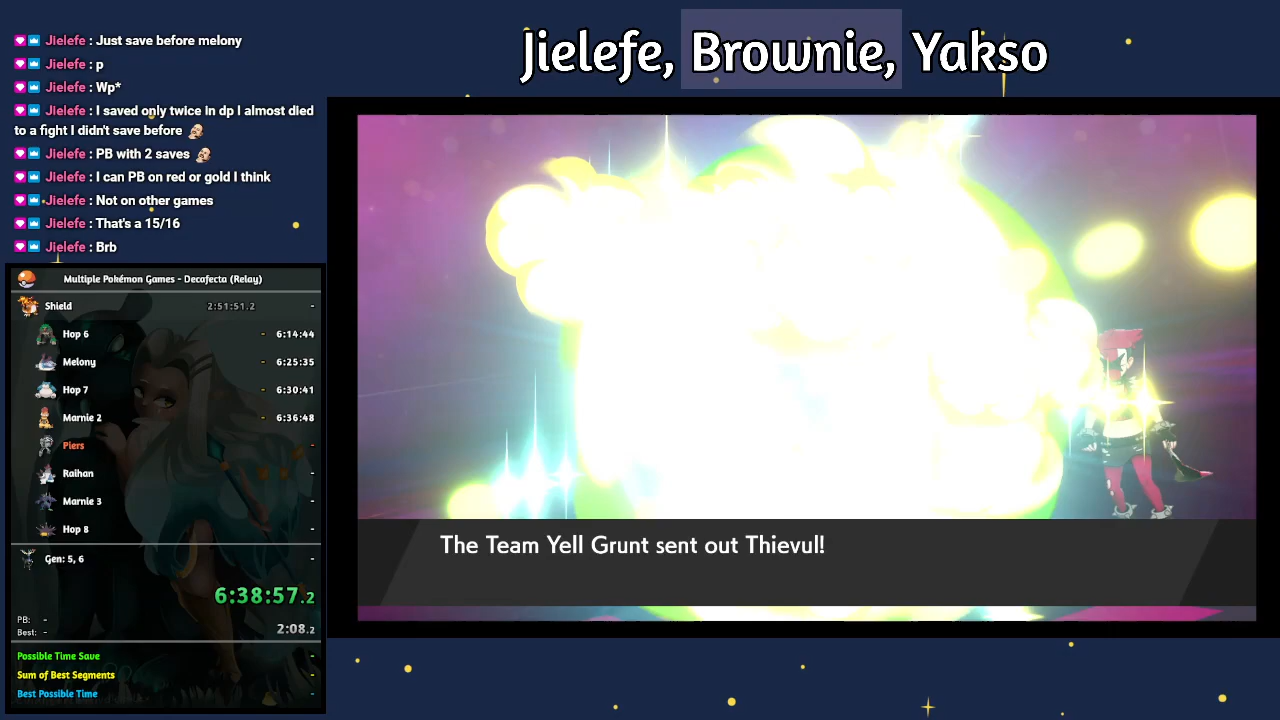 Jielefe, Brownie, Yakso
Jielefe : Just save before melony
Jielefe : p
Jielefe : Wp*
Jielefe : I saved only twice in dp I almost died
to a fight I didn't save before
Jielefe : PB with 2 saves
Jielefe : I can PB on red or gold I think
Jielefe : Not on other games
Jielefe : That's a 15/16
Jielefe : Brb
Multiple Pokémon Games - Decafecta (Relay)
Shield 2:51:51.2 -
Hop 6 - 6:14:44
Melony - 6:25:35
Hop 7 - 6:30:41
Marnie 2 - 6:36:48
Piers -
Raihan -
Marnie 3 -
Hop 8 -
Gen: 5, 6 -
6:38:57.2
PB: -
Best: - 2:08.2
Possible Time Save -
Sum of Best Segments -
Best Possible Time -
The Team Yell Grunt sent out Thievul!